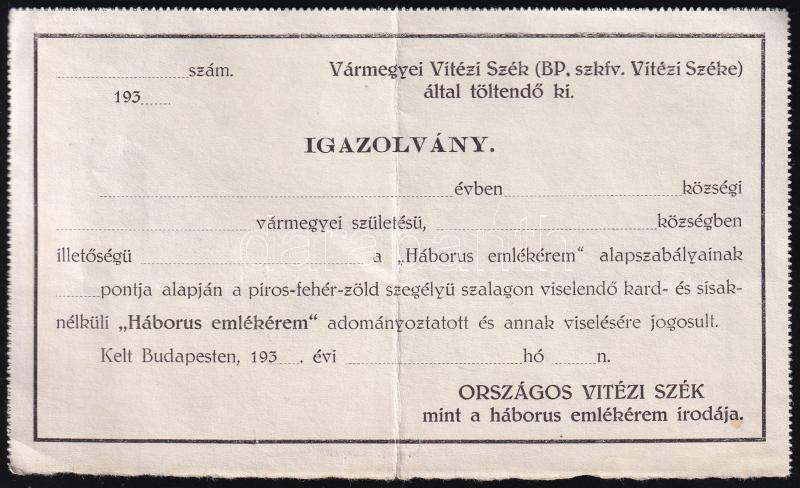 ............ szám.
193......
Vármegyei Vitézi Szék (BP. szkfv. Vitézi Széke)
által töltendő ki.
IGAZOLVÁNY.
............ évben ............ községi
............ vármegyei születésü, ............ községben
illetőségü ............ a „Háborus emlékérem" alapszabályainak
...... pontja alapján a piros-fehér-zöld szegélyü szalagon viselendő kard- és sisak-
nélküli „Háborus emlékérem" adományoztatott és annak viselésére jogosult.
Kelt Budapesten, 193.... évi ............ hó ...... n.
ORSZÁGOS VITÉZI SZÉK
mint a háborus emlékérem irodája.
darabanth